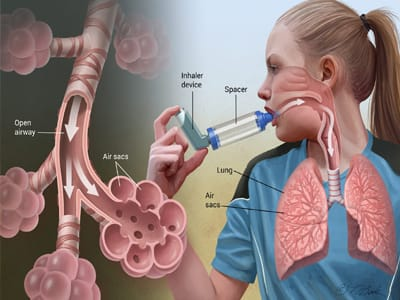 Inhaler
device
Spacer
Open
airway
Air sacs
Lung
Air
sacs